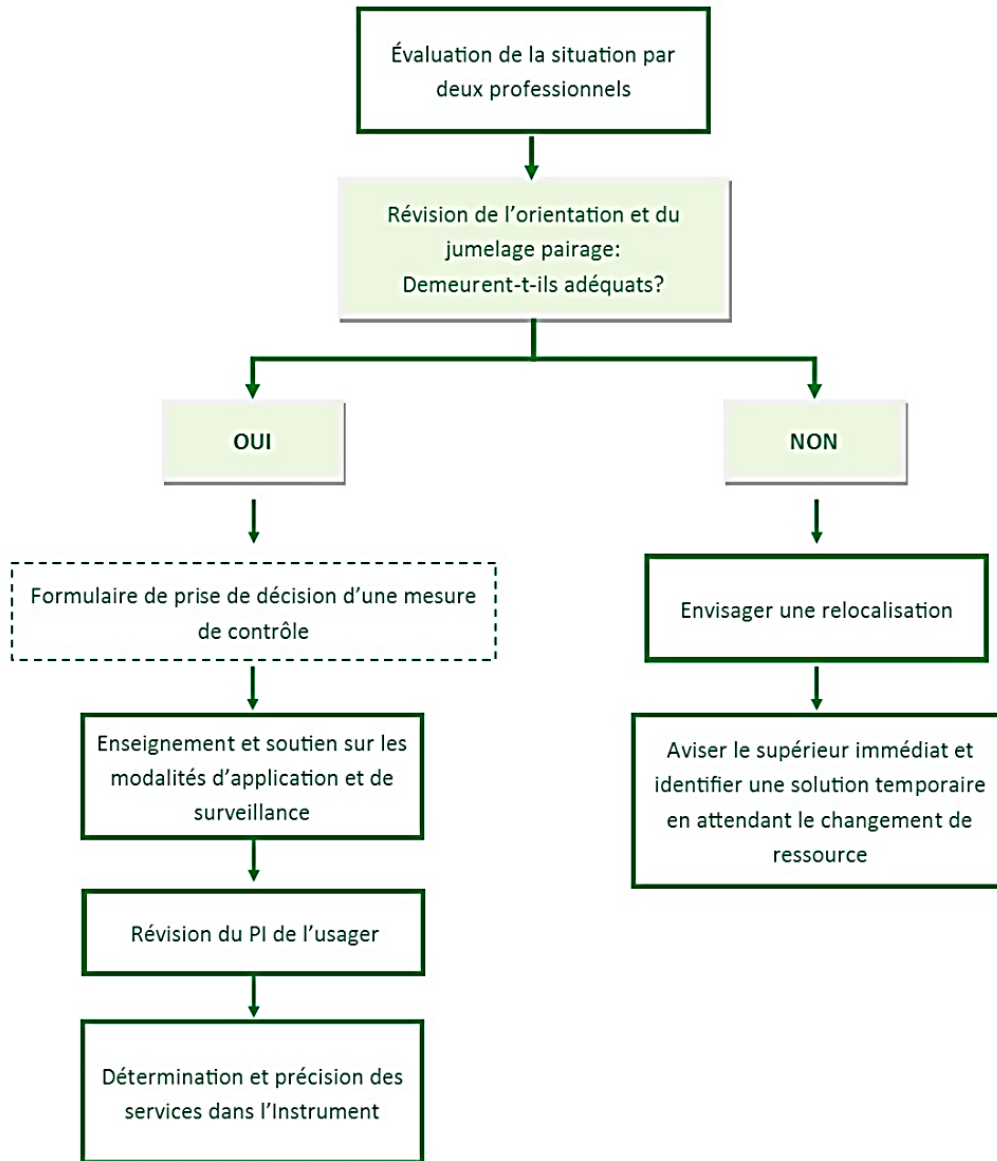 Évaluation de la situation par
deux professionnels
Révision de l’orientation et du
jumelage pairage:
Demeurent-t-ils adéquats?
OUI
NON
Formulaire de prise de décision d’une mesure
de contrôle
Envisager une relocalisation
Enseignement et soutien sur les
modalités d’application et de
surveillance
Aviser le supérieur immédiat et
identifier une solution temporaire
en attendant le changement de
ressource
Révision du PI de l’usager
Détermination et précision des
services dans l’Instrument